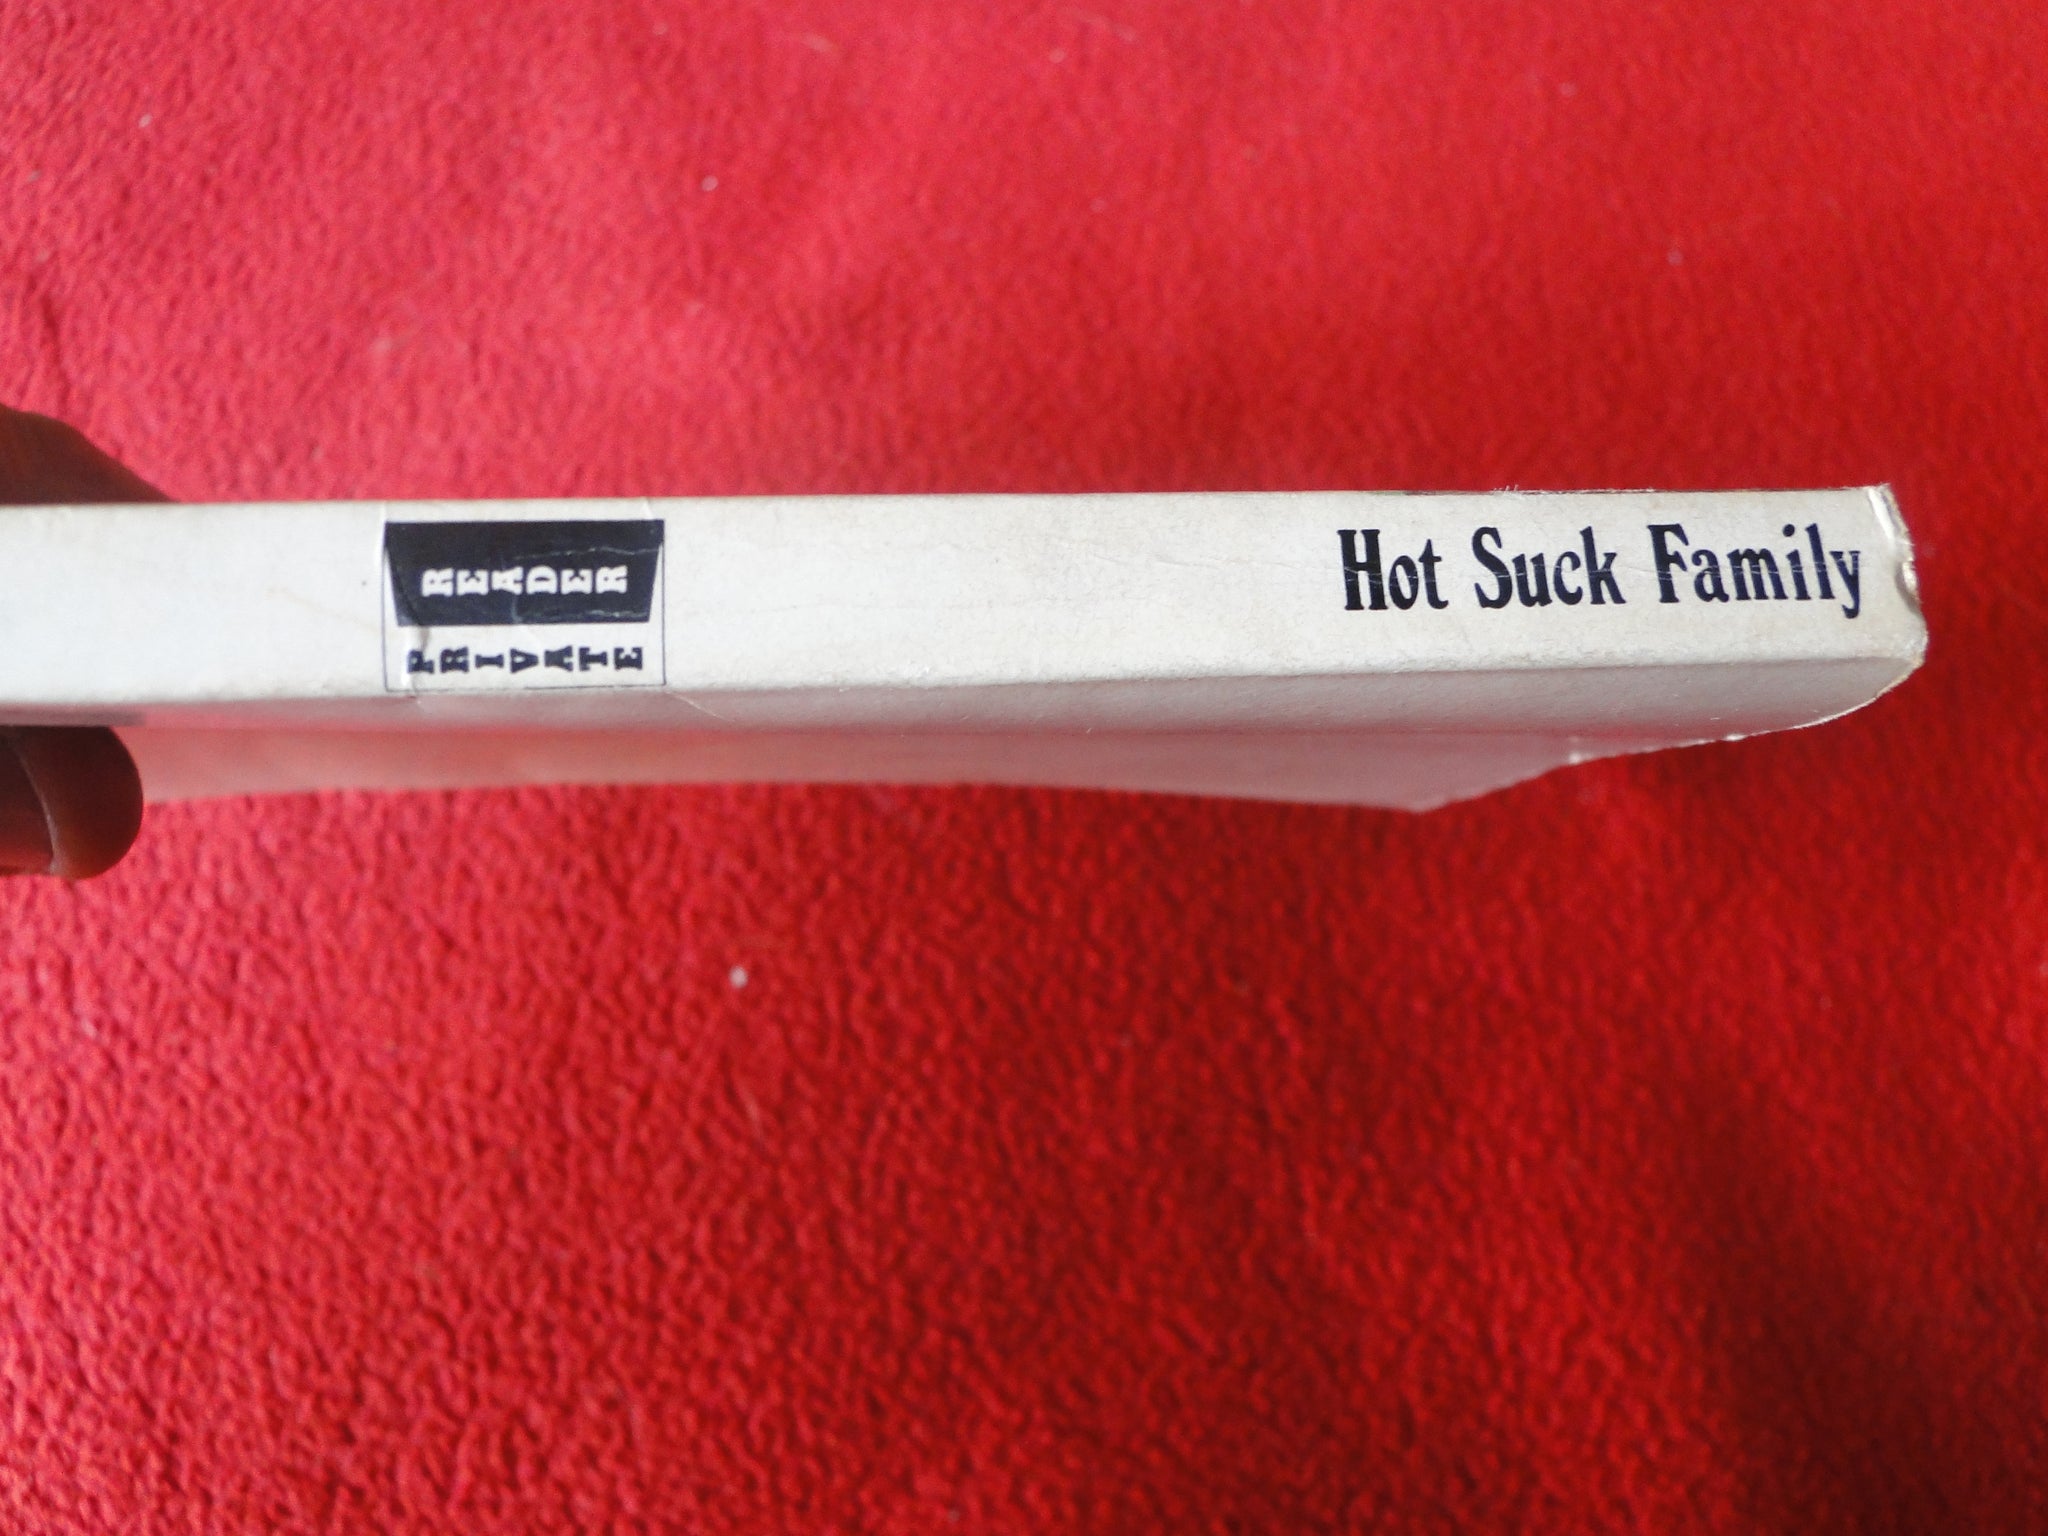 Hot Suck Family
PRIVATE
READER